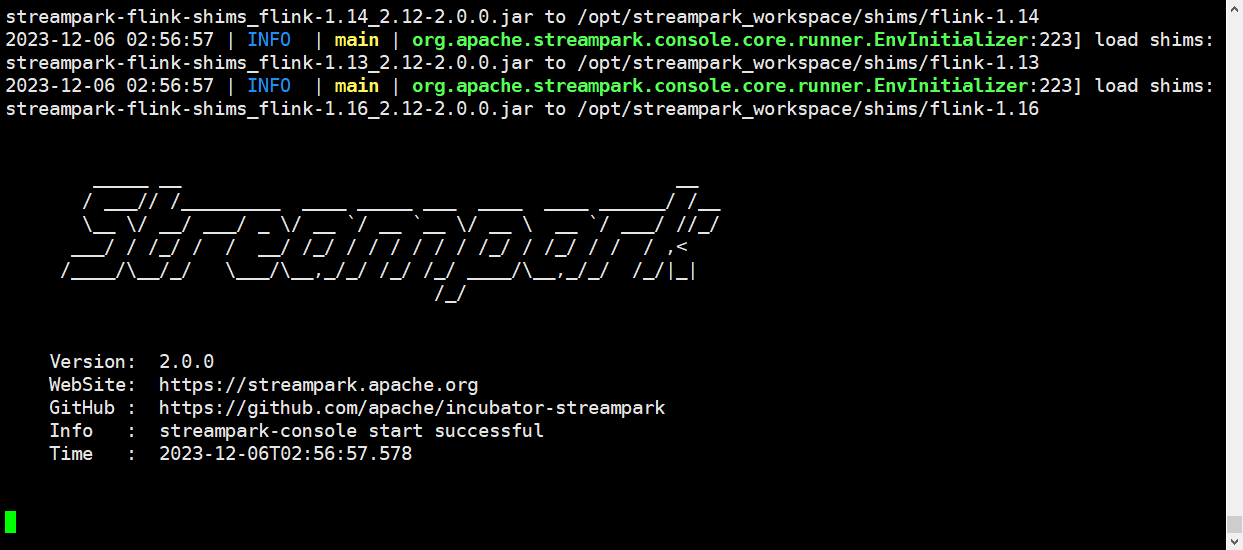 streampark-flink-shims_flink-1.14_2.12-2.0.0.jar to /opt/streampark_workspace/shims/flink-1.14
2023-12-06 02:56:57 | INFO  | main | org.apache.streampark.console.core.runner.EnvInitializer:223] load shims:
streampark-flink-shims_flink-1.13_2.12-2.0.0.jar to /opt/streampark_workspace/shims/flink-1.13
2023-12-06 02:56:57 | INFO  | main | org.apache.streampark.console.core.runner.EnvInitializer:223] load shims:
streampark-flink-shims_flink-1.16_2.12-2.0.0.jar to /opt/streampark_workspace/shims/flink-1.16
Streampark
Version:  2.0.0
WebSite:  https://streampark.apache.org
GitHub :  https://github.com/apache/incubator-streampark
Info   :  streampark-console start successful
Time   :  2023-12-06T02:56:57.578